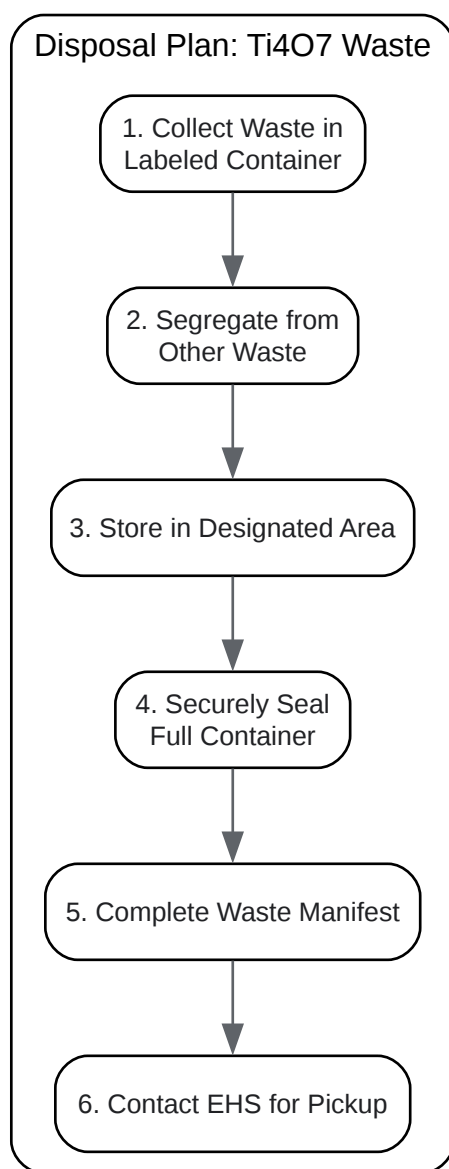 Disposal Plan: Ti4O7 Waste
1. Collect Waste in
Labeled Container
2. Segregate from
Other Waste
3. Store in Designated Area
4. Securely Seal
Full Container
5. Complete Waste Manifest
6. Contact EHS for Pickup